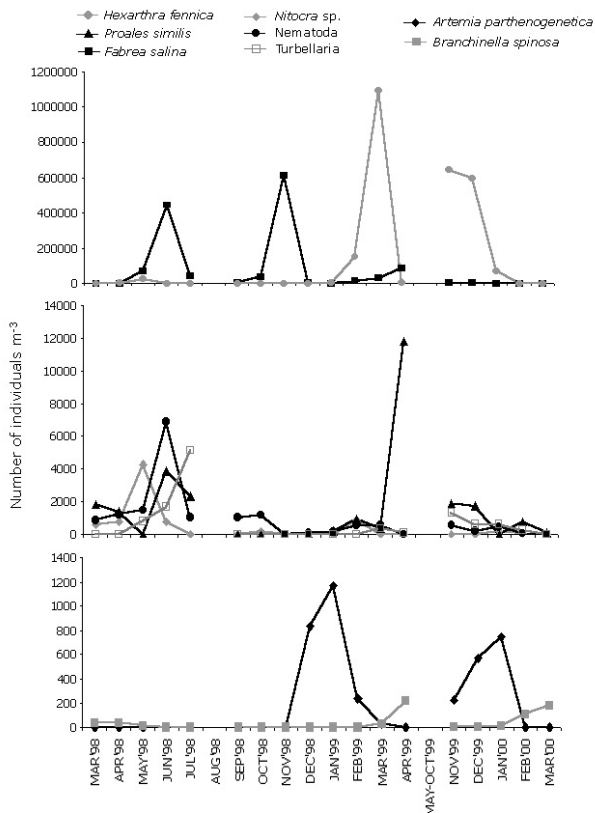 Hexarthra fennica
Proales similis
Fabrea salina
Nitocra sp.
Nematoda
Turbellaria
Artemia parthenogenetica
Branchinella spinosa
Number of individuals m-3
1200000
1000000
800000
600000
400000
200000
0
14000
12000
10000
8000
6000
4000
2000
0
1400
1200
1000
800
600
400
200
0
MAR'98
APR'98
MAY'98
JUN'98
JUL'98
AUG'98
SEP'98
OCT'98
NOV'98
DEC'98
JAN'99
FEB'99
MAR'99
APR'99
MAY-OCT'99
NOV'99
DEC'99
JAN'00
FEB'00
MAR'00